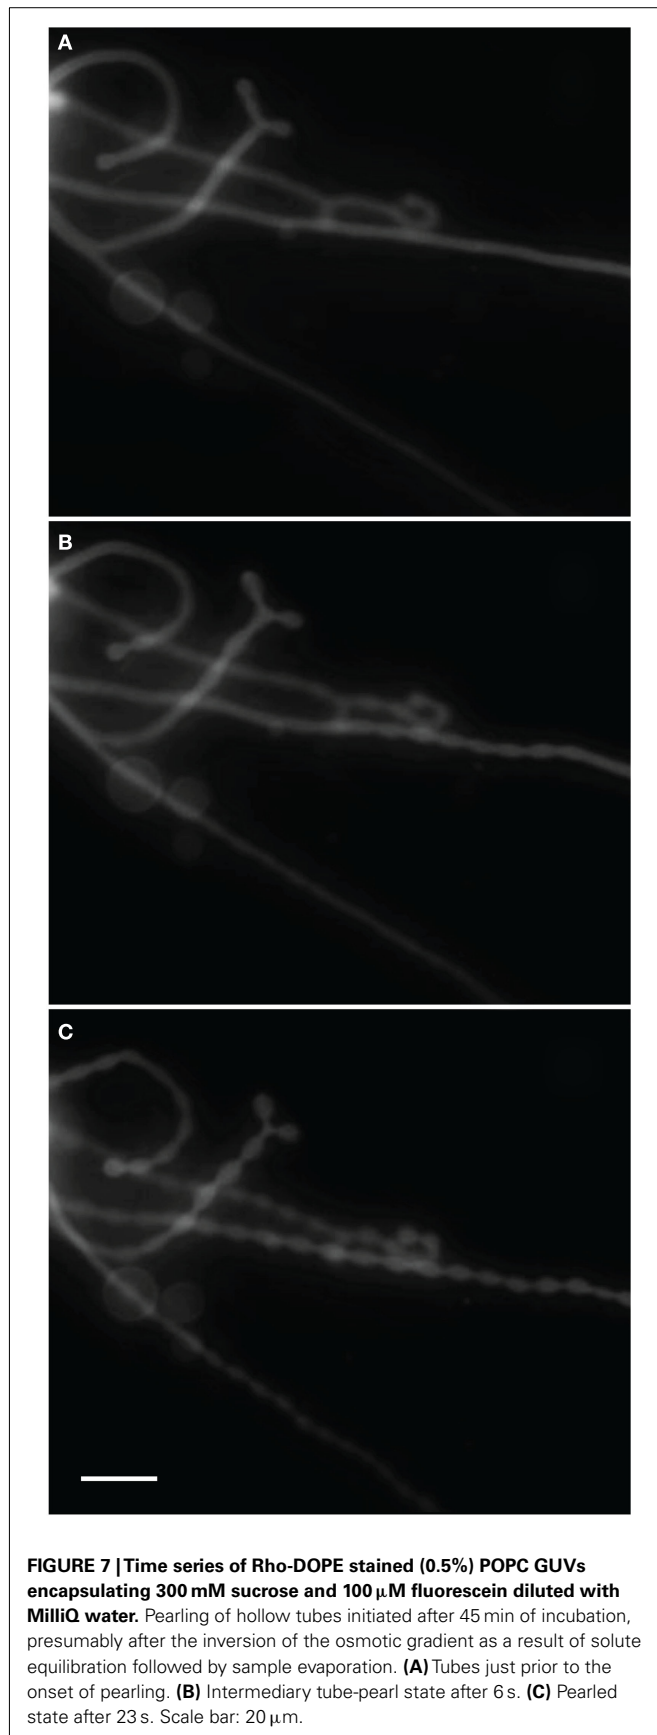 A
B
C
FIGURE 7 | Time series of Rho-DOPE stained (0.5%) POPC GUVs
encapsulating 300 mM sucrose and 100 μM fluorescein diluted with
MilliQ water. Pearling of hollow tubes initiated after 45 min of incubation,
presumably after the inversion of the osmotic gradient as a result of solute
equilibration followed by sample evaporation. (A) Tubes just prior to the
onset of pearling. (B) Intermediary tube-pearl state after 6 s. (C) Pearled
state after 23 s. Scale bar: 20 μm.